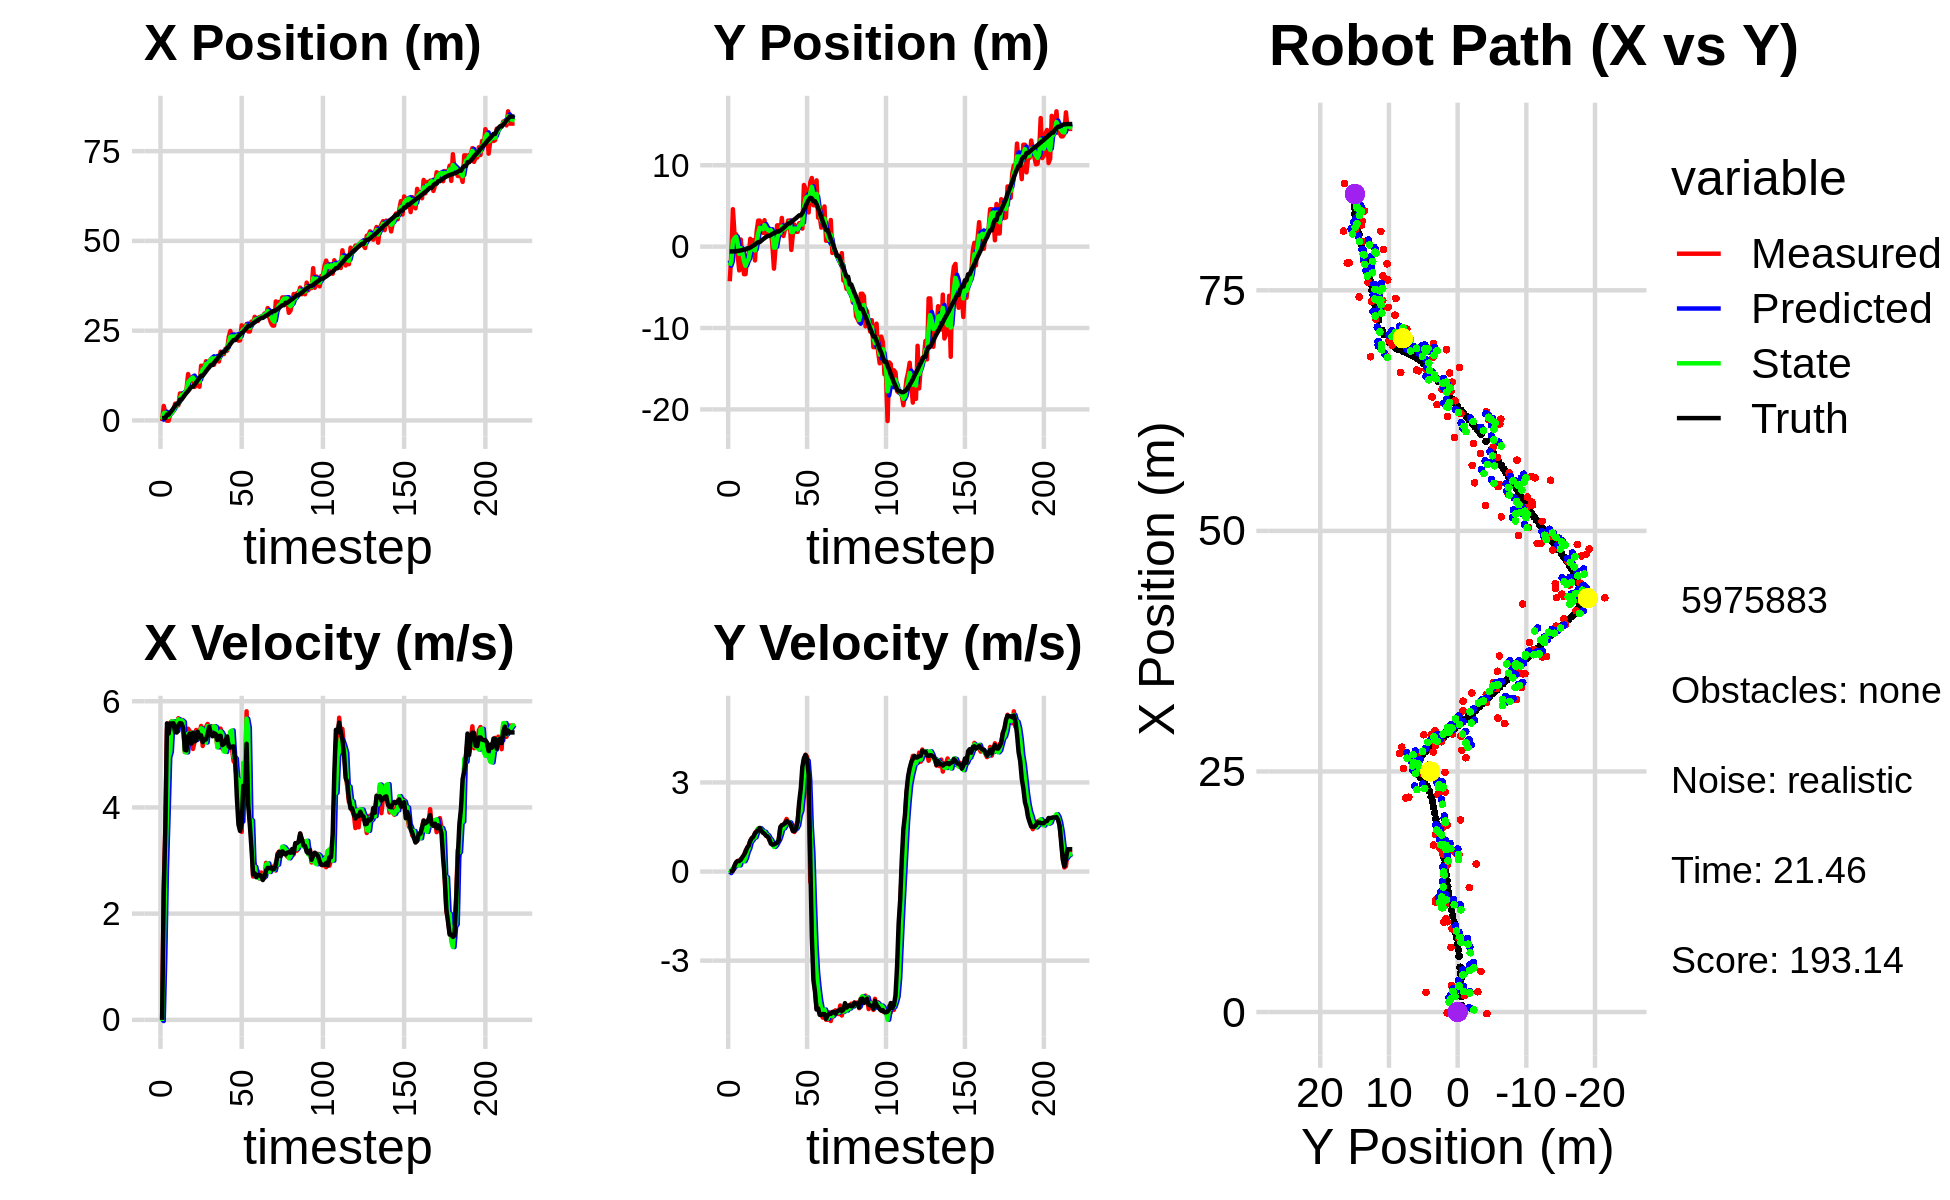 X Position (m)
75
50
25
0
0
50
100
150
200
timestep
Y Position (m)
10
0
-10
-20
0
50
100
150
200
timestep
X Velocity (m/s)
6
4
2
0
0
50
100
150
200
timestep
Y Velocity (m/s)
3
0
-3
0
50
100
150
200
timestep
Robot Path (X vs Y)
X Position (m)
75
50
25
0
20 10 0 -10 -20
Y Position (m)
variable
Measured
Predicted
State
Truth
5975883
Obstacles: none
Noise: realistic
Time: 21.46
Score: 193.14